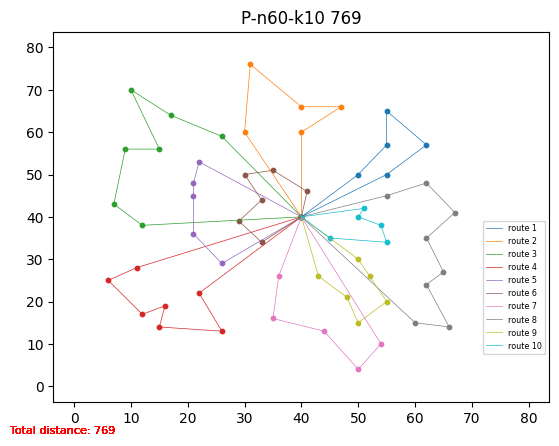 P-n60-k10 769
80
70
60
50
40
30
20
10
0
0 10 20 30 40 50 60 70 80
route 1
route 2
route 3
route 4
route 5
route 6
route 7
route 8
route 9
route 10
Total distance: 769